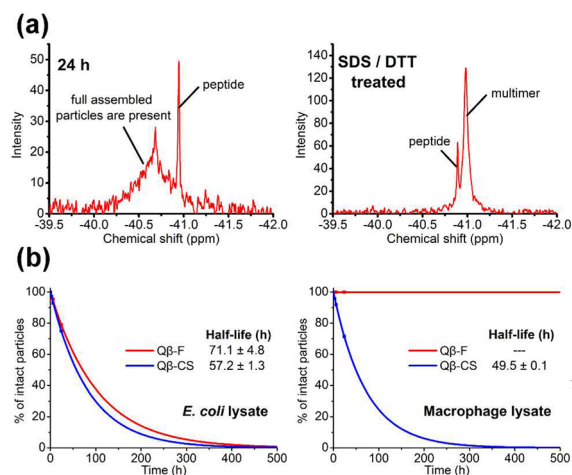 (a)
24 h
full assembled
particles are present
peptide
Intensity
50
40
30
20
10
0
-39.5 -40.0 -40.5 -41.0 -41.5 -42.0
Chemical shift (ppm)
SDS / DTT
treated
multimer
peptide
Intensity
140
120
100
80
60
40
20
0
-39.5 -40.0 -40.5 -41.0 -41.5 -42.0
Chemical shift (ppm)
(b)
% of intact particles
100
80
60
40
20
0
Half-life (h)
Qβ-F 71.1 ± 4.8
Qβ-CS 57.2 ± 1.3
E. coli lysate
0 100 200 300 400 500
Time (h)
% of intact particles
100
80
60
40
20
0
Half-life (h)
Qβ-F ---
Qβ-CS 49.5 ± 0.1
Macrophage lysate
0 100 200 300 400 500
Time (h)